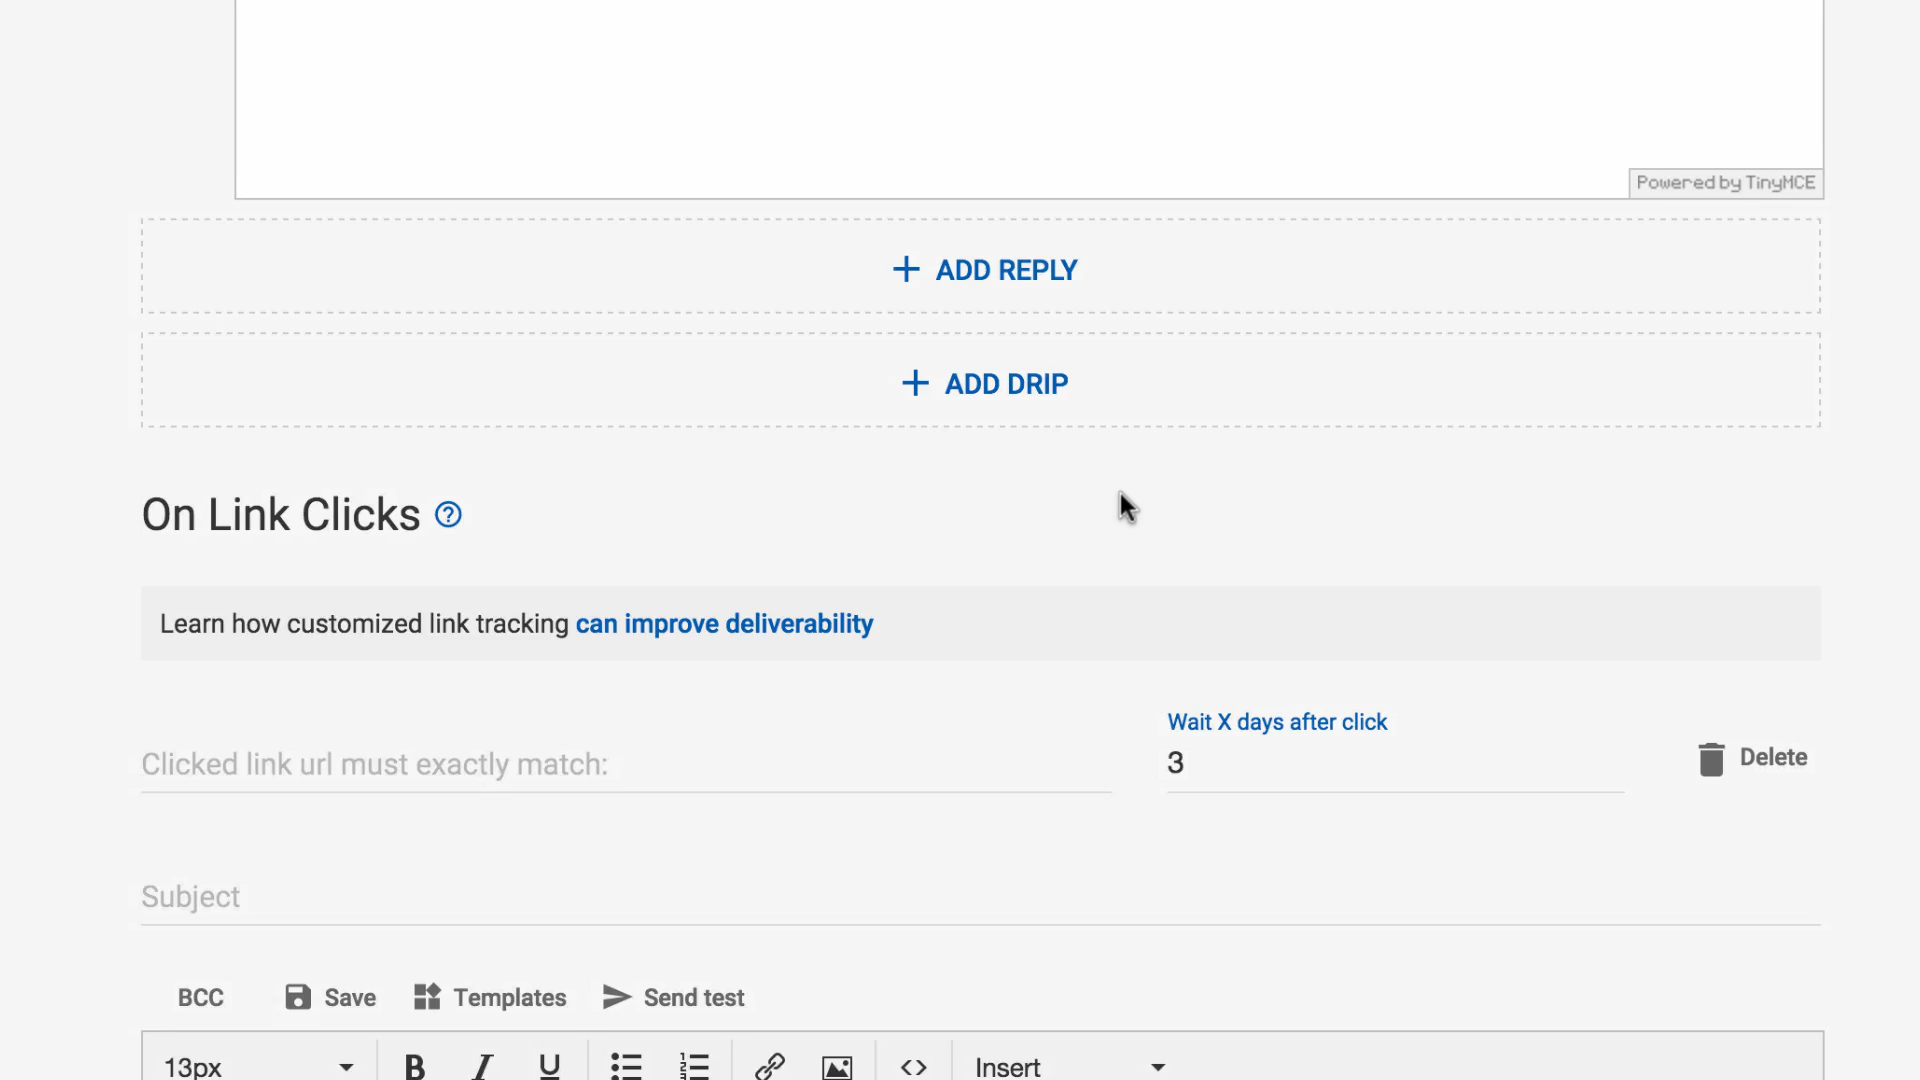 Powered by TinyMCE
ADD REPLY
ADD DRIP
On Link Clicks ?
Learn how customized link tracking can improve deliverability
Wait X days after click
Clicked link url must exactly match:
3
Delete
Subject
BCC Save Templates Send test
13px B I U Insert